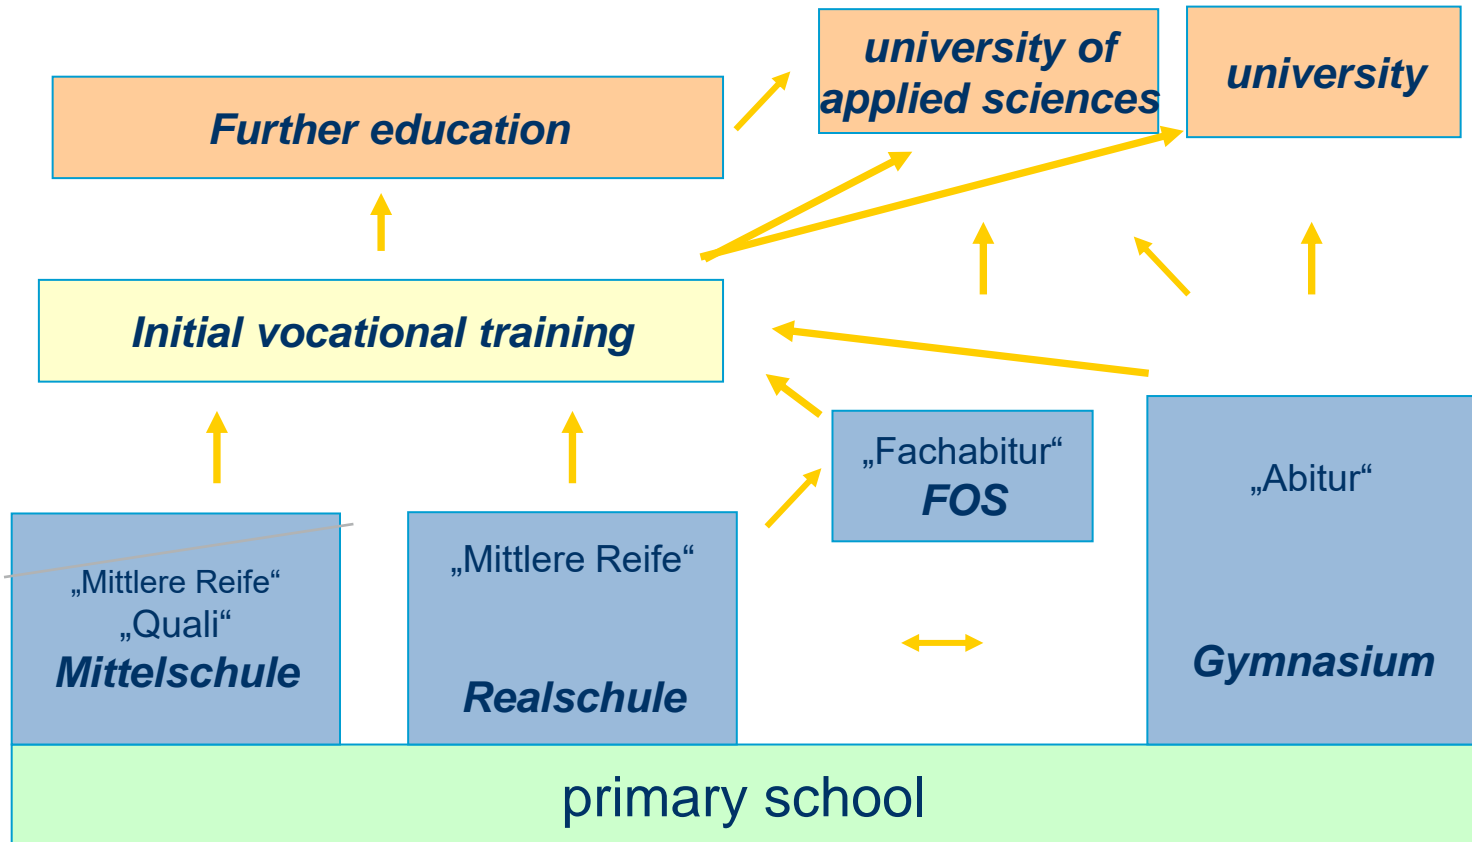 university of
applied sciences
university
Further education
Initial vocational training
„Fachabitur“
FOS
„Abitur“
„Mittlere Reife“
„Quali“
Mittelschule
„Mittlere Reife“
Realschule
Gymnasium
primary school